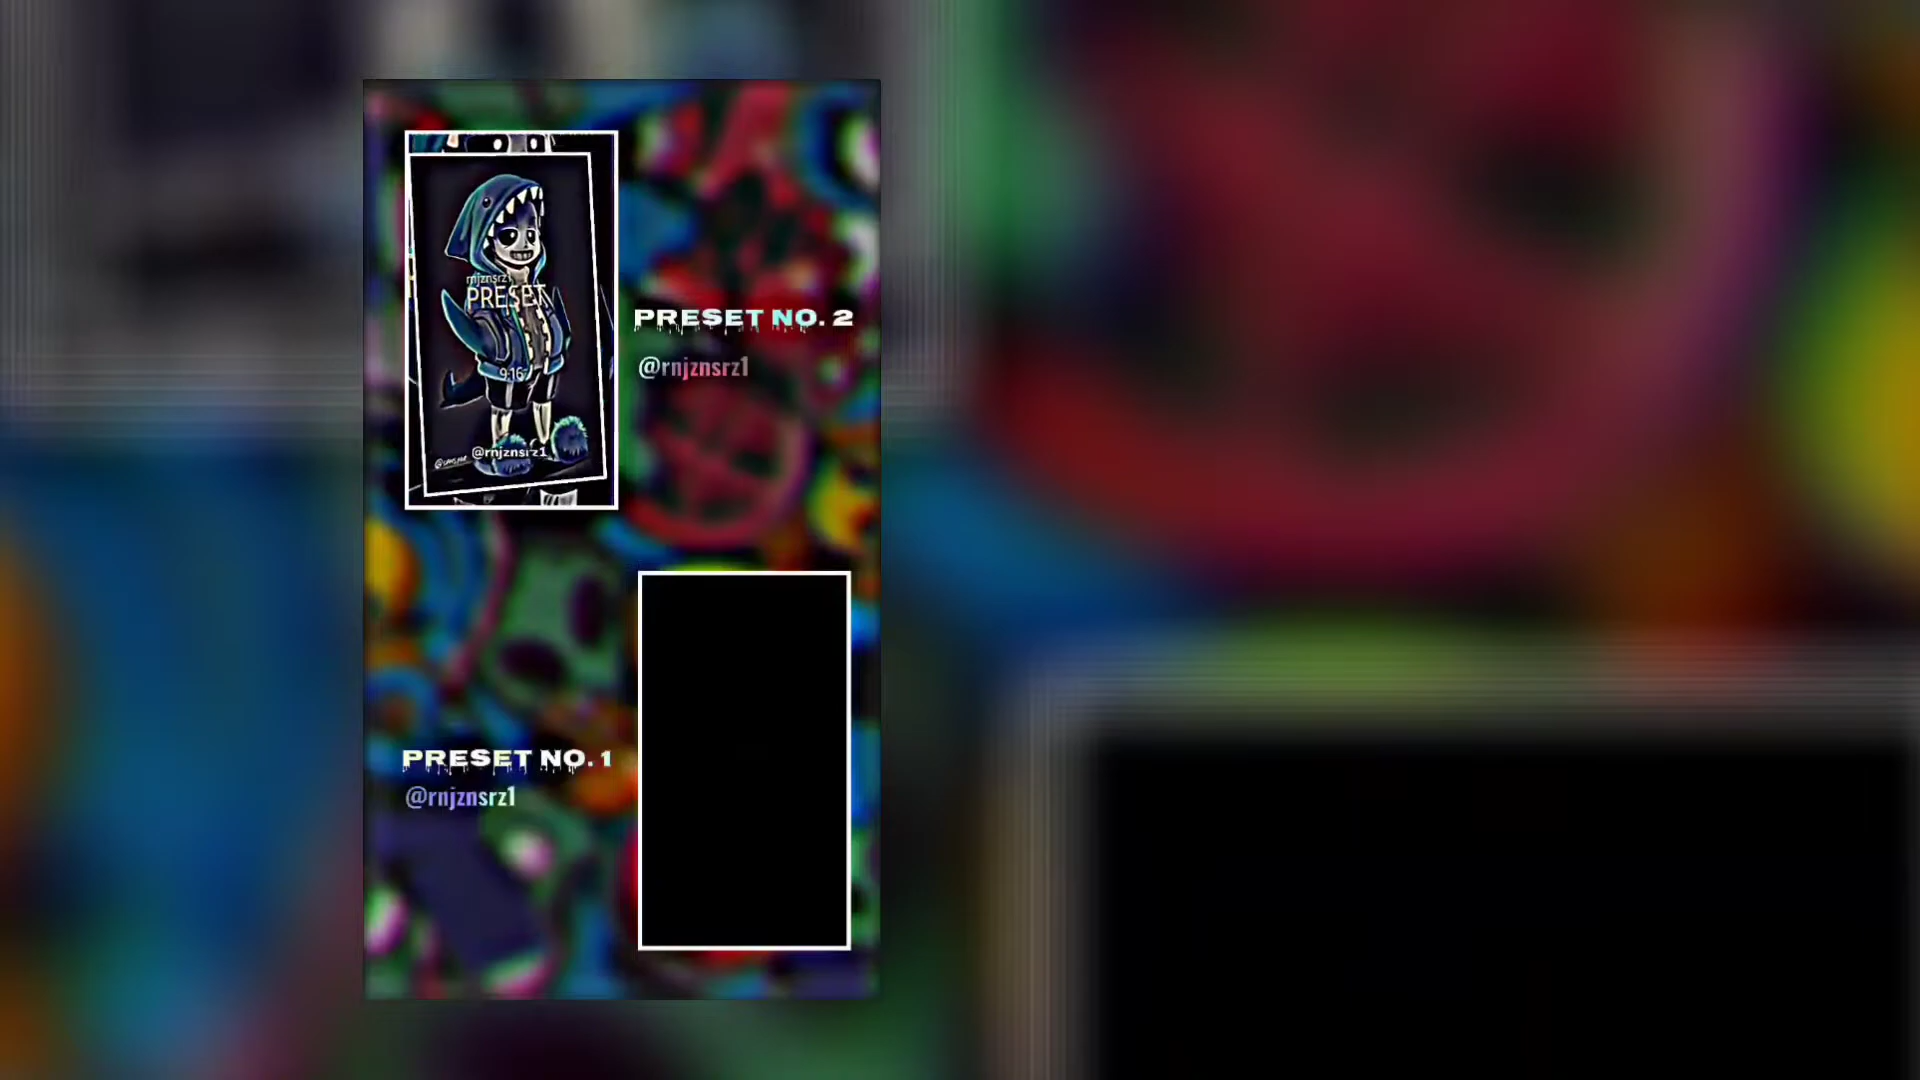 rnjznsrz1
PRESET
9:16
@rnjznsrz1
PRESET NO. 2
@rnjznsrz1
PRESET NO. 1
@rnjznsrz1